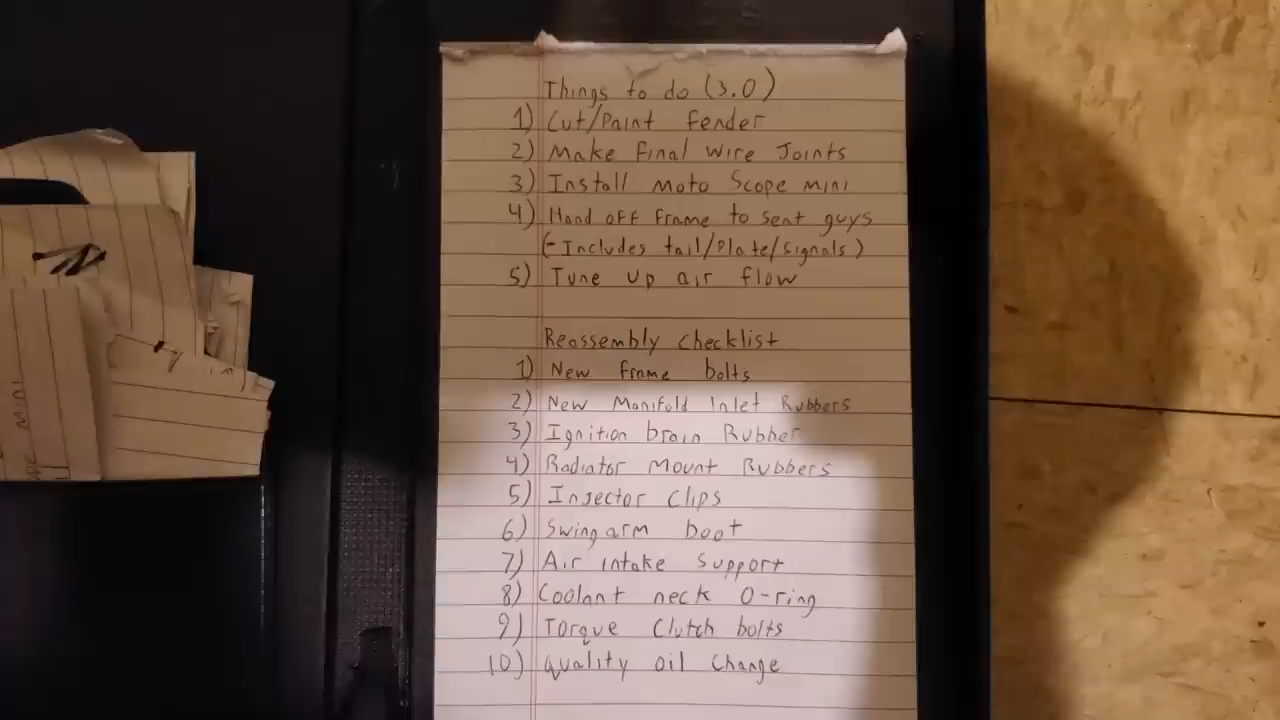 Things to do (3.0)
1) Cut/Paint fender
2) Make final wire Joints
3) Install Moto Scope mini
4) Hand off frame to seat guys
(-Includes tail/Plate/signals)
5) Tune up air flow
Reassembly checklist
1) New frame bolts
2) New Manifold Inlet Rubbers
3) Ignition brain Rubber
4) Radiator Mount Rubbers
5) Injector Clips
6) Swingarm boot
7) Air intake support
8) Coolant neck O-ring
9) Torque Clutch bolts
10) Quality oil Change